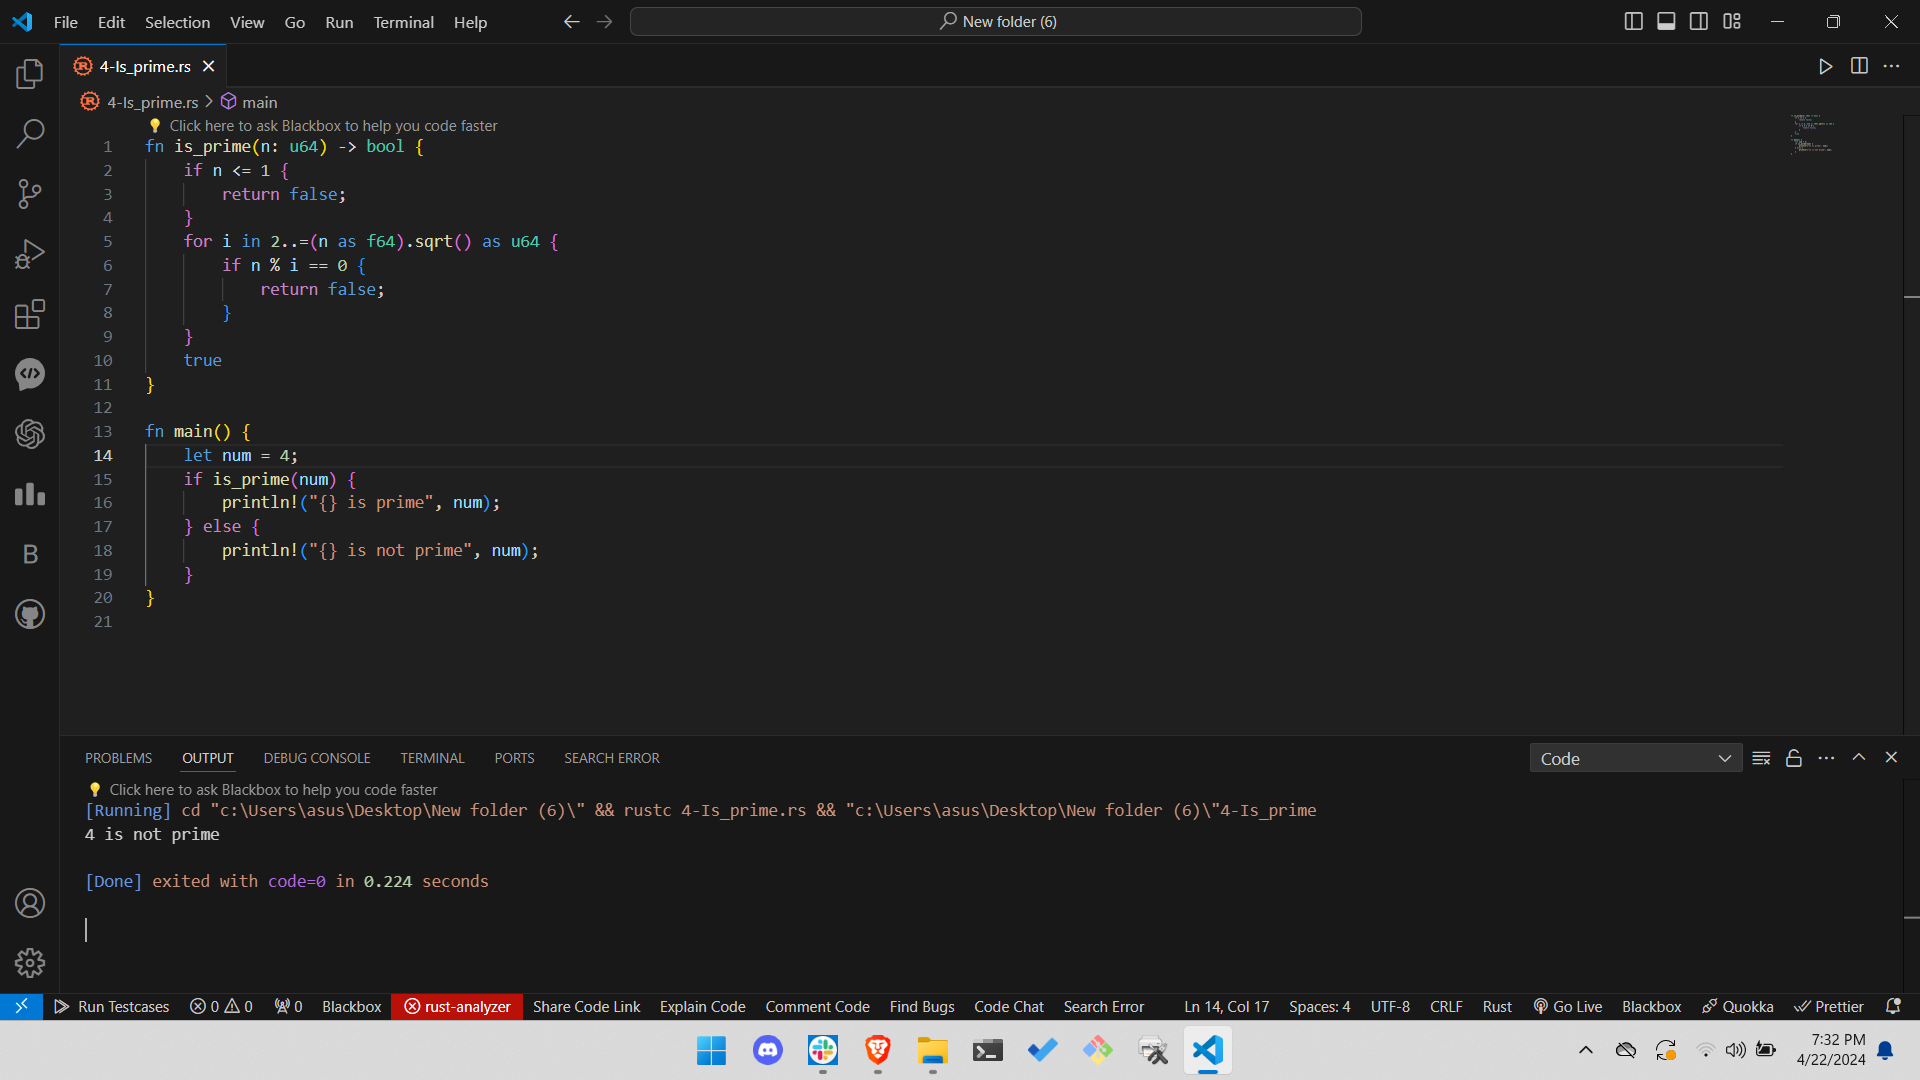 File Edit Selection View Go Run Terminal Help New folder (6)
4-Is_prime.rs
4-Is_prime.rs main
Click here to ask Blackbox to help you code faster
1 fn is_prime(n: u64) -> bool {
2 if n <= 1 {
3 return false;
4 }
5 for i in 2..=(n as f64).sqrt() as u64 {
6 if n % i == 0 {
7 return false;
8 }
9 }
10 true
11 }
12
13 fn main() {
14 let num = 4;
15 if is_prime(num) {
16 println!("{} is prime", num);
17 } else {
18 println!("{} is not prime", num);
19 }
20 }
21
B
PROBLEMS OUTPUT DEBUG CONSOLE TERMINAL PORTS SEARCH ERROR Code
Click here to ask Blackbox to help you code faster
[Running] cd "c:\Users\asus\Desktop\New folder (6)\" && rustc 4-Is_prime.rs && "c:\Users\asus\Desktop\New folder (6)\"4-Is_prime
4 is not prime
[Done] exited with code=0 in 0.224 seconds
Run Testcases 0 0 0 Blackbox rust-analyzer Share Code Link Explain Code Comment Code Find Bugs Code Chat Search Error Ln 14, Col 17 Spaces: 4 UTF-8 CRLF Rust Go Live Blackbox Quokka Prettier
7:32 PM
4/22/2024